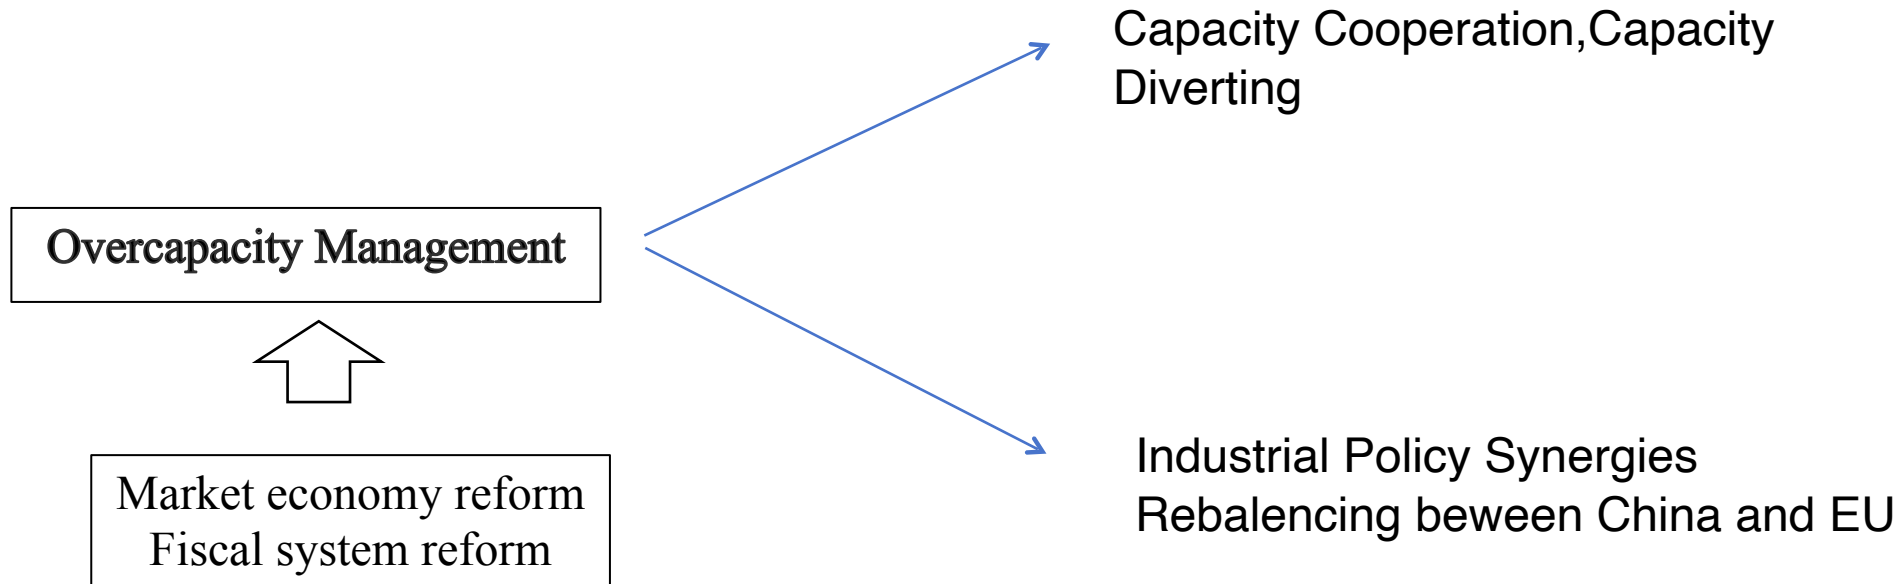 Capacity Cooperation,Capacity
Diverting
Overcapacity Management
Market economy reform
Fiscal system reform
Industrial Policy Synergies
Rebalencing beween China and EU